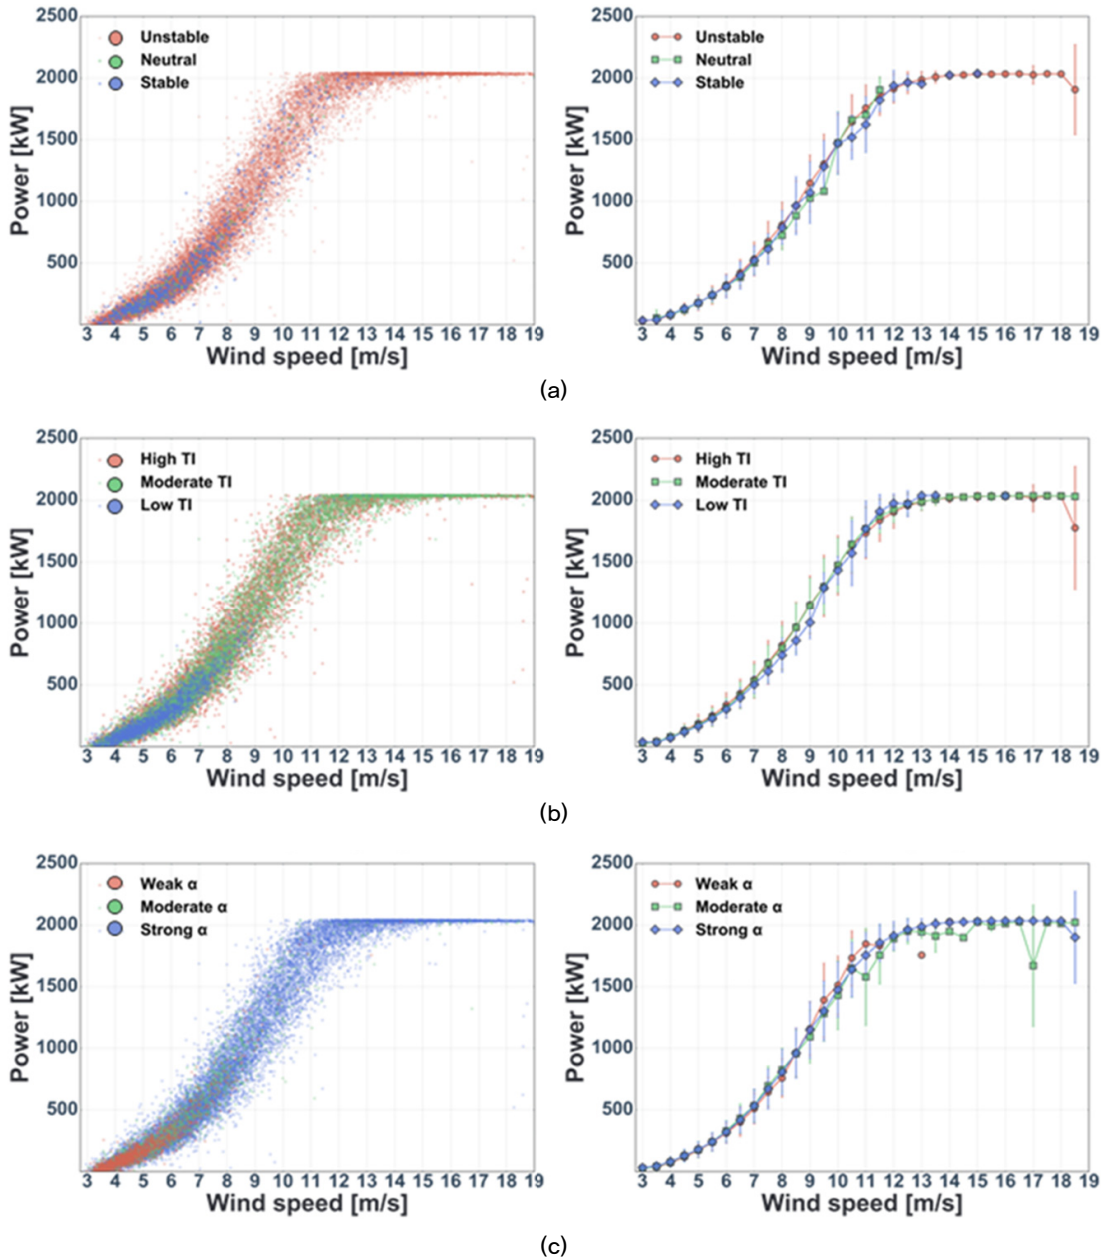 2500
2000
1500
1000
500
Power [kW]
Unstable
Neutral
Stable
3 4 5 6 7 8 9 10 11 12 13 14 15 16 17 18 19
Wind speed [m/s]
2500
2000
1500
1000
500
Power [kW]
Unstable
Neutral
Stable
3 4 5 6 7 8 9 10 11 12 13 14 15 16 17 18 19
Wind speed [m/s]
(a)
2500
2000
1500
1000
500
Power [kW]
High TI
Moderate TI
Low TI
3 4 5 6 7 8 9 10 11 12 13 14 15 16 17 18 19
Wind speed [m/s]
2500
2000
1500
1000
500
Power [kW]
High TI
Moderate TI
Low TI
3 4 5 6 7 8 9 10 11 12 13 14 15 16 17 18 19
Wind speed [m/s]
(b)
2500
2000
1500
1000
500
Power [kW]
Weak α
Moderate α
Strong α
3 4 5 6 7 8 9 10 11 12 13 14 15 16 17 18 19
Wind speed [m/s]
2500
2000
1500
1000
500
Power [kW]
Weak α
Moderate α
Strong α
3 4 5 6 7 8 9 10 11 12 13 14 15 16 17 18 19
Wind speed [m/s]
(c)